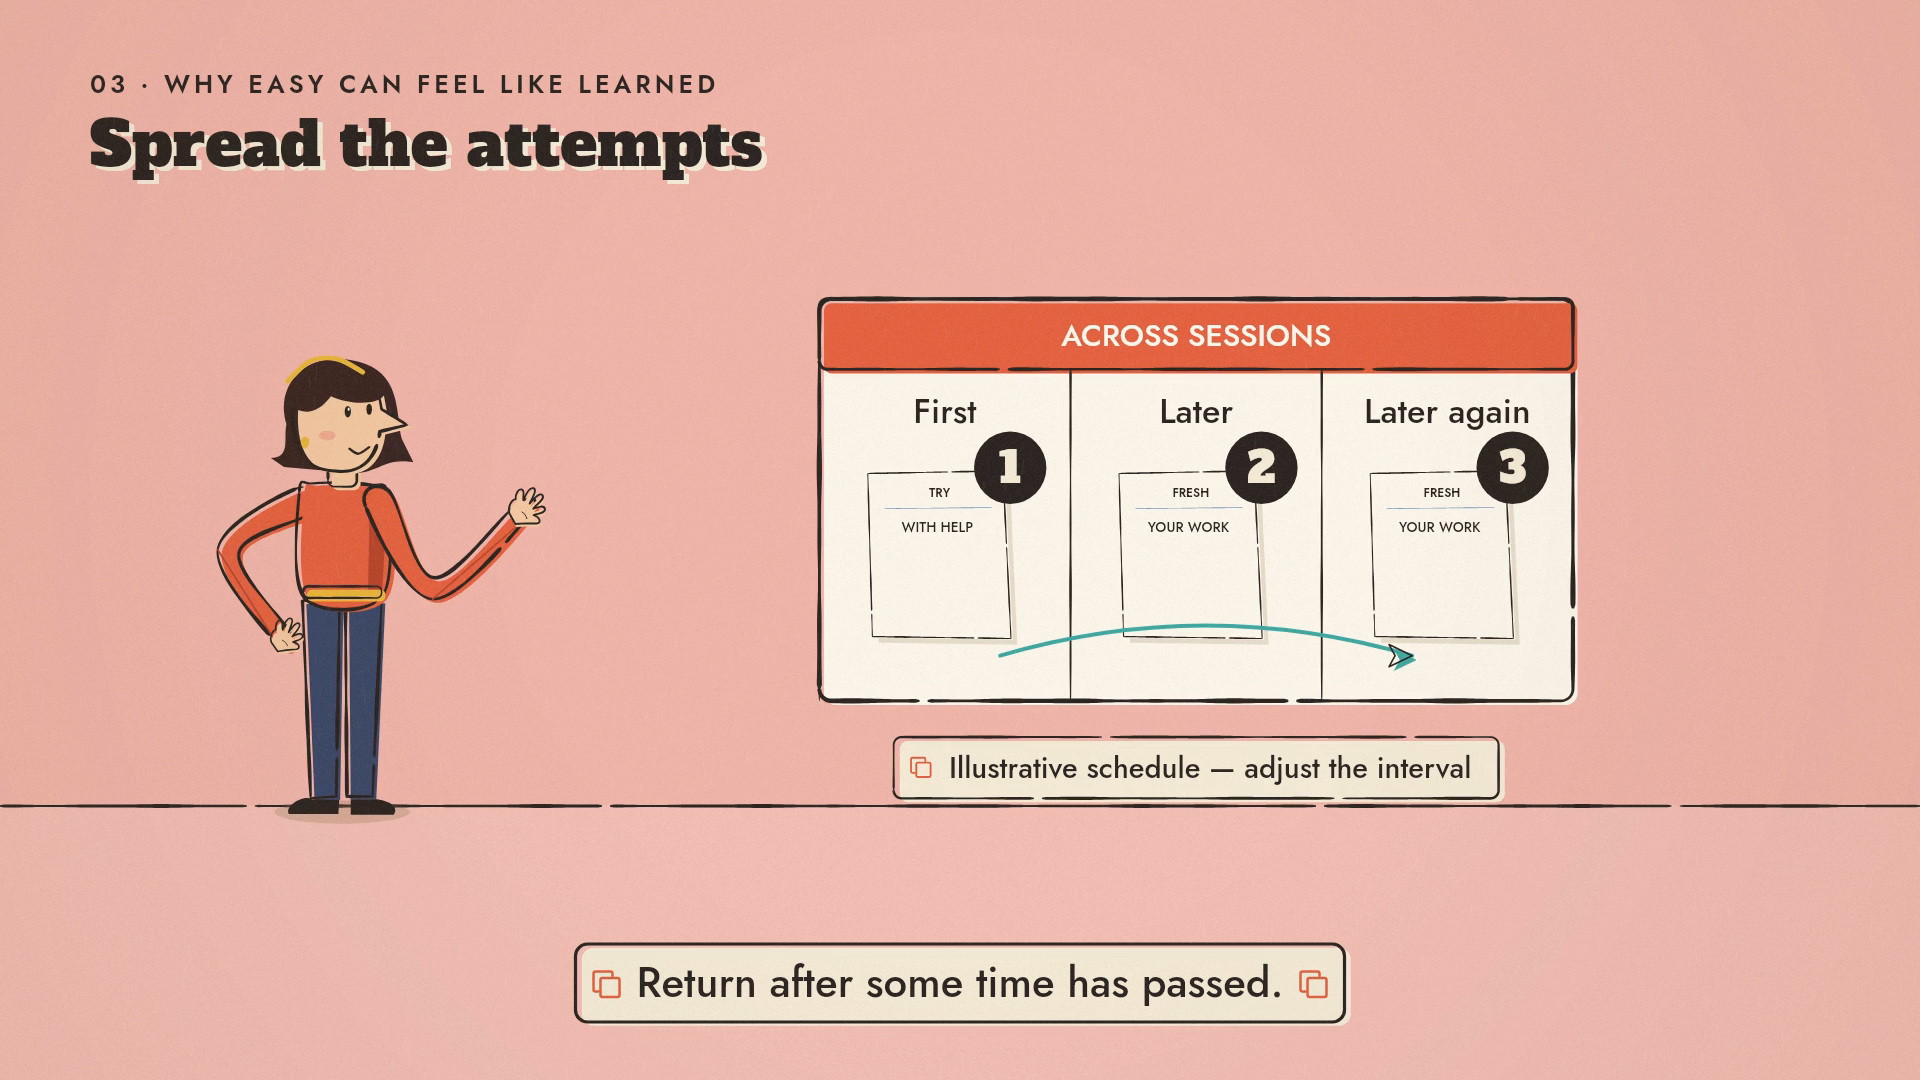 03 · WHY EASY CAN FEEL LIKE LEARNED
Spread the attempts
ACROSS SESSIONS
First
1
TRY
WITH HELP
Later
2
FRESH
YOUR WORK
Later again
3
FRESH
YOUR WORK
Illustrative schedule — adjust the interval
Return after some time has passed.